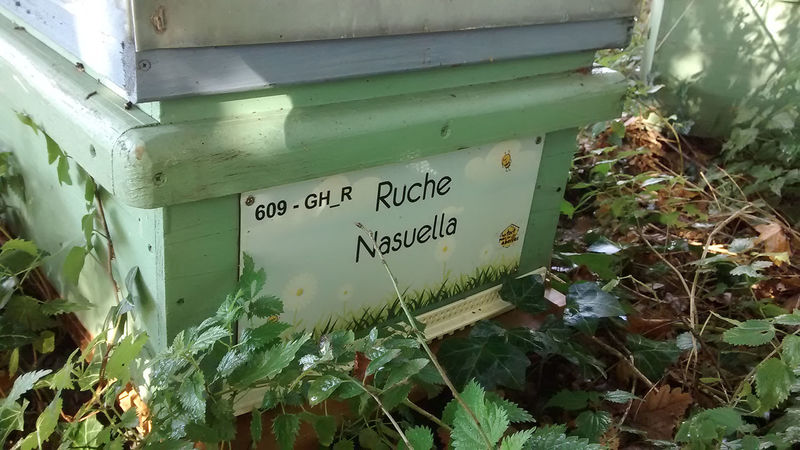 609 - GH_R
Ruche
Nasuella